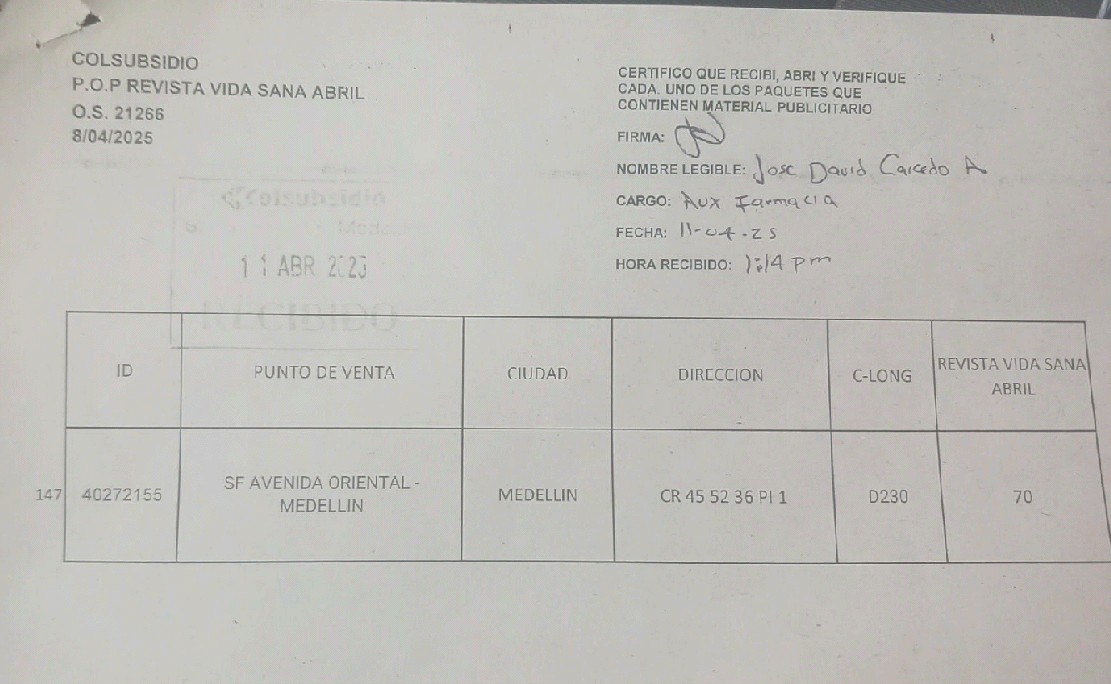 COLSUBSIDIO
P.O.P REVISTA VIDA SANA ABRIL
O.S. 21266
8/04/2025
CERTIFICO QUE RECIBI, ABRI Y VERIFIQUE
CADA. UNO DE LOS PAQUETES QUE
CONTIENEN MATERIAL PUBLICITARIO
FIRMA:
NOMBRE LEGIBLE: Jose David Caicedo A
CARGO: Aux Farmacia
FECHA: 11-04-25
HORA RECIBIDO: 1:14 pm
Colsubsidio
11 ABR 2025
RECIBIDO
ID PUNTO DE VENTA CIUDAD DIRECCION C-LONG REVISTA VIDA SANA
ABRIL
147 40272155 SF AVENIDA ORIENTAL - MEDELLIN CR 45 52 36 PI 1 D230 70
MEDELLIN